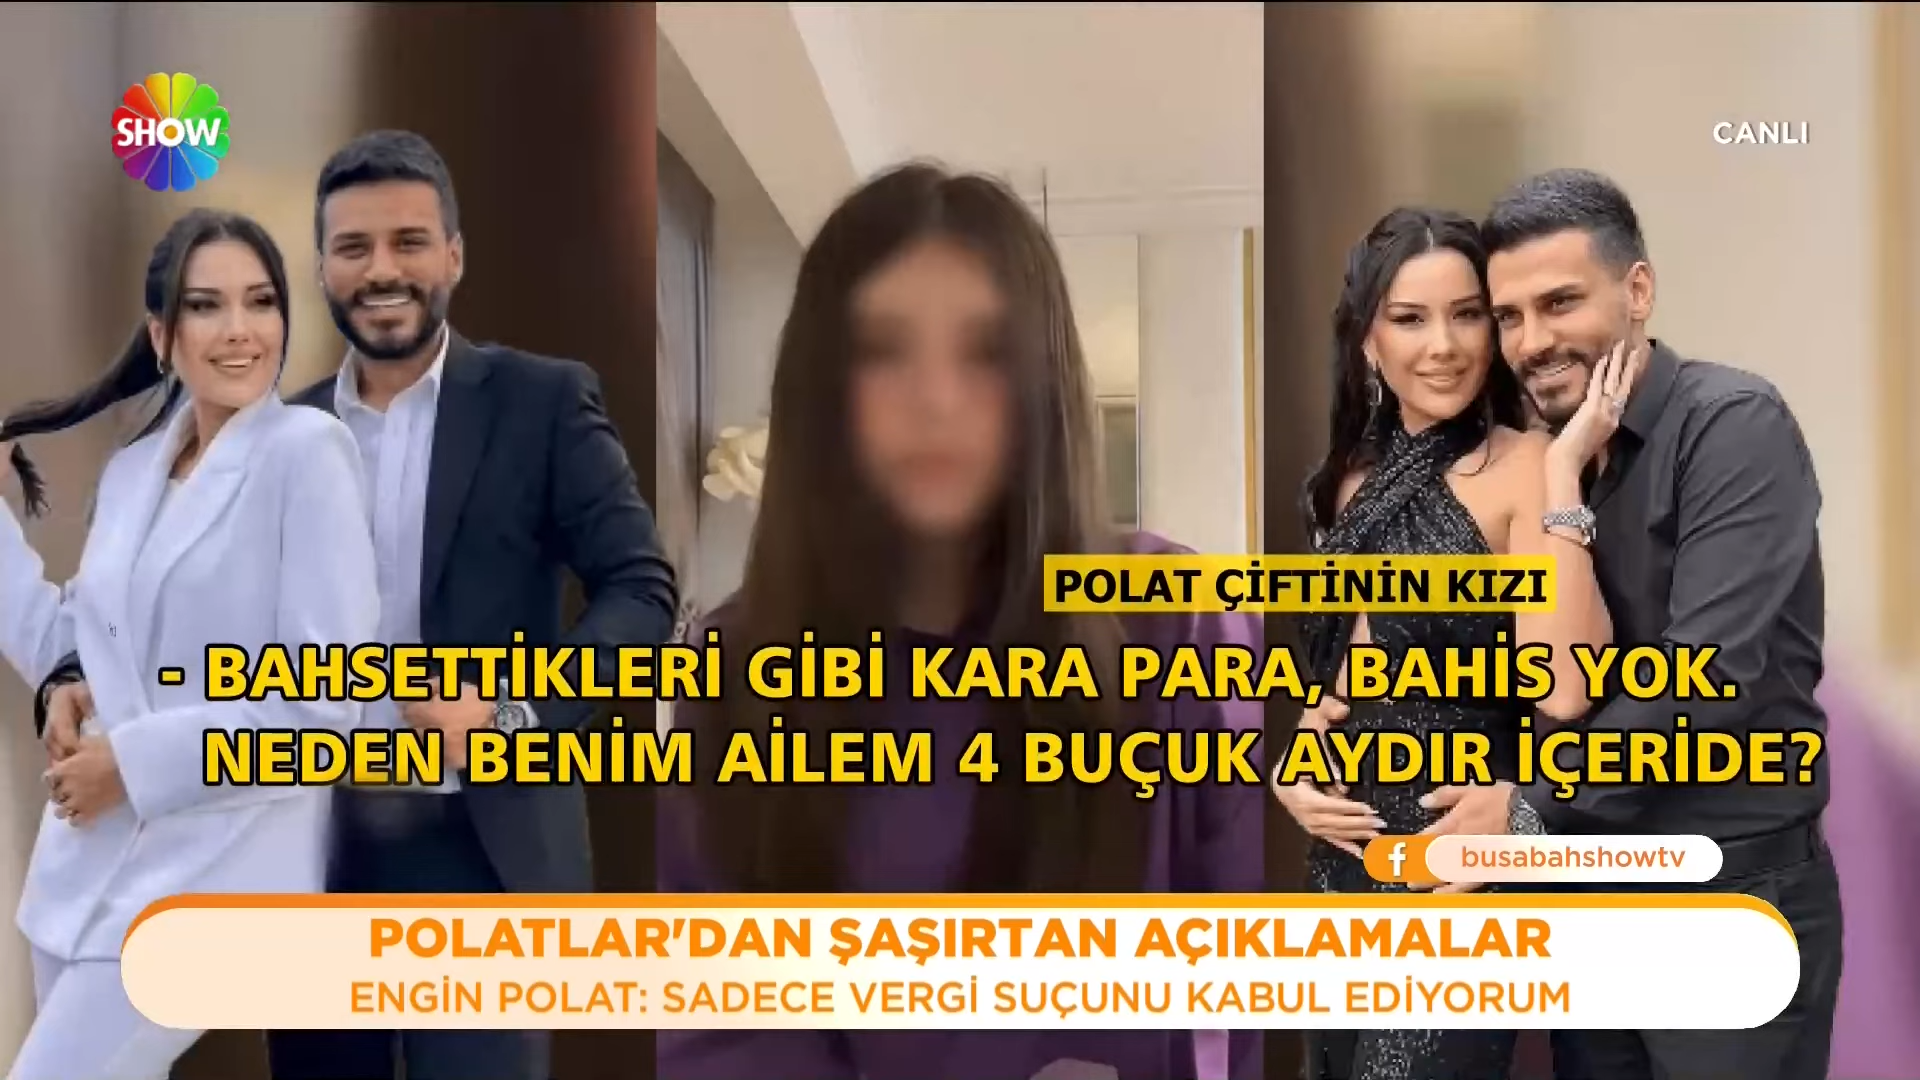 SHOW
CANLI
POLAT ÇİFTİNİN KIZI
- BAHSETTİKLERİ GİBİ KARA PARA, BAHİS YOK.
NEDEN BENİM AİLEM 4 BUÇUK AYDIR İÇERİDE?
f busabahshowtv
POLATLAR'DAN ŞAŞIRTAN AÇIKLAMALAR
ENGİN POLAT: SADECE VERGİ SUÇUNU KABUL EDİYORUM